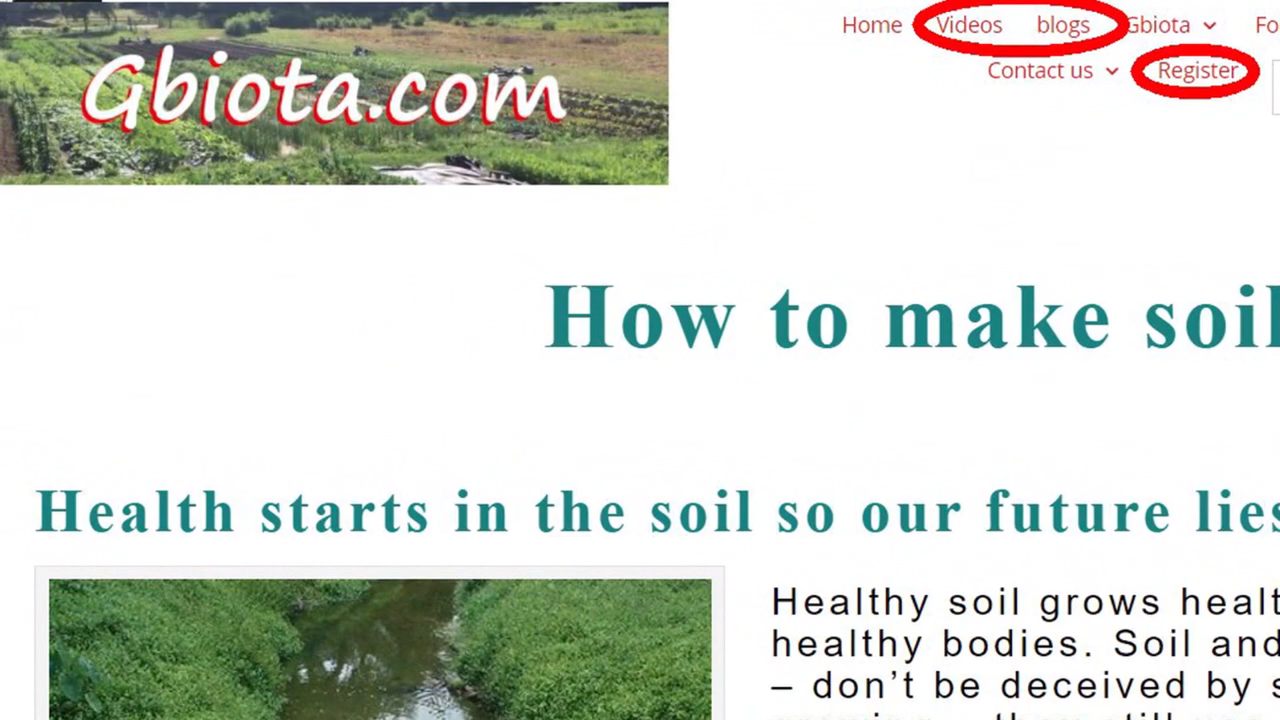 Gbiota.com
Home Videos blogs Gbiota
Contact us Register
How to make soil
Health starts in the soil so our future lies
Healthy soil grows
healthy bodies. Soil and
– don’t be deceived by